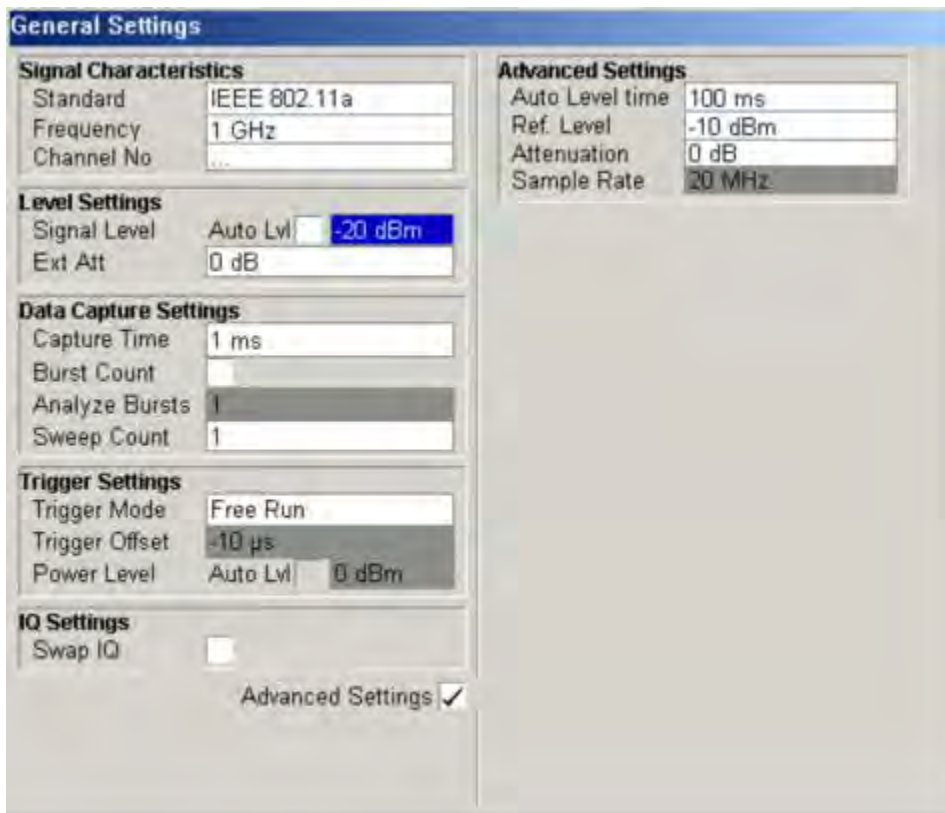 General Settings
Signal Characteristics
Standard IEEE 802.11a
Frequency 1 GHz
Channel No ...
Level Settings
Signal Level Auto Lvl -20 dBm
Ext Att 0 dB
Data Capture Settings
Capture Time 1 ms
Burst Count
Analyze Bursts 1
Sweep Count 1
Trigger Settings
Trigger Mode Free Run
Trigger Offset -10 µs
Power Level Auto Lvl 0 dBm
IQ Settings
Swap IQ
Advanced Settings
Advanced Settings
Auto Level time 100 ms
Ref. Level -10 dBm
Attenuation 0 dB
Sample Rate 20 MHz